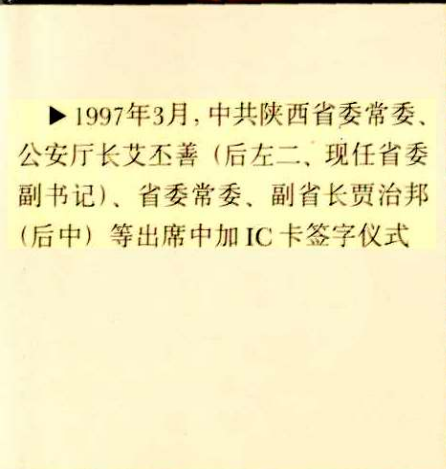 ▶1997年3月,中共陕西省委常委、
公安厅长艾丕善(后左二、现任省委
副书记)、省委常委、副省长贾治邦
(后中)等出席中加IC卡签字仪式